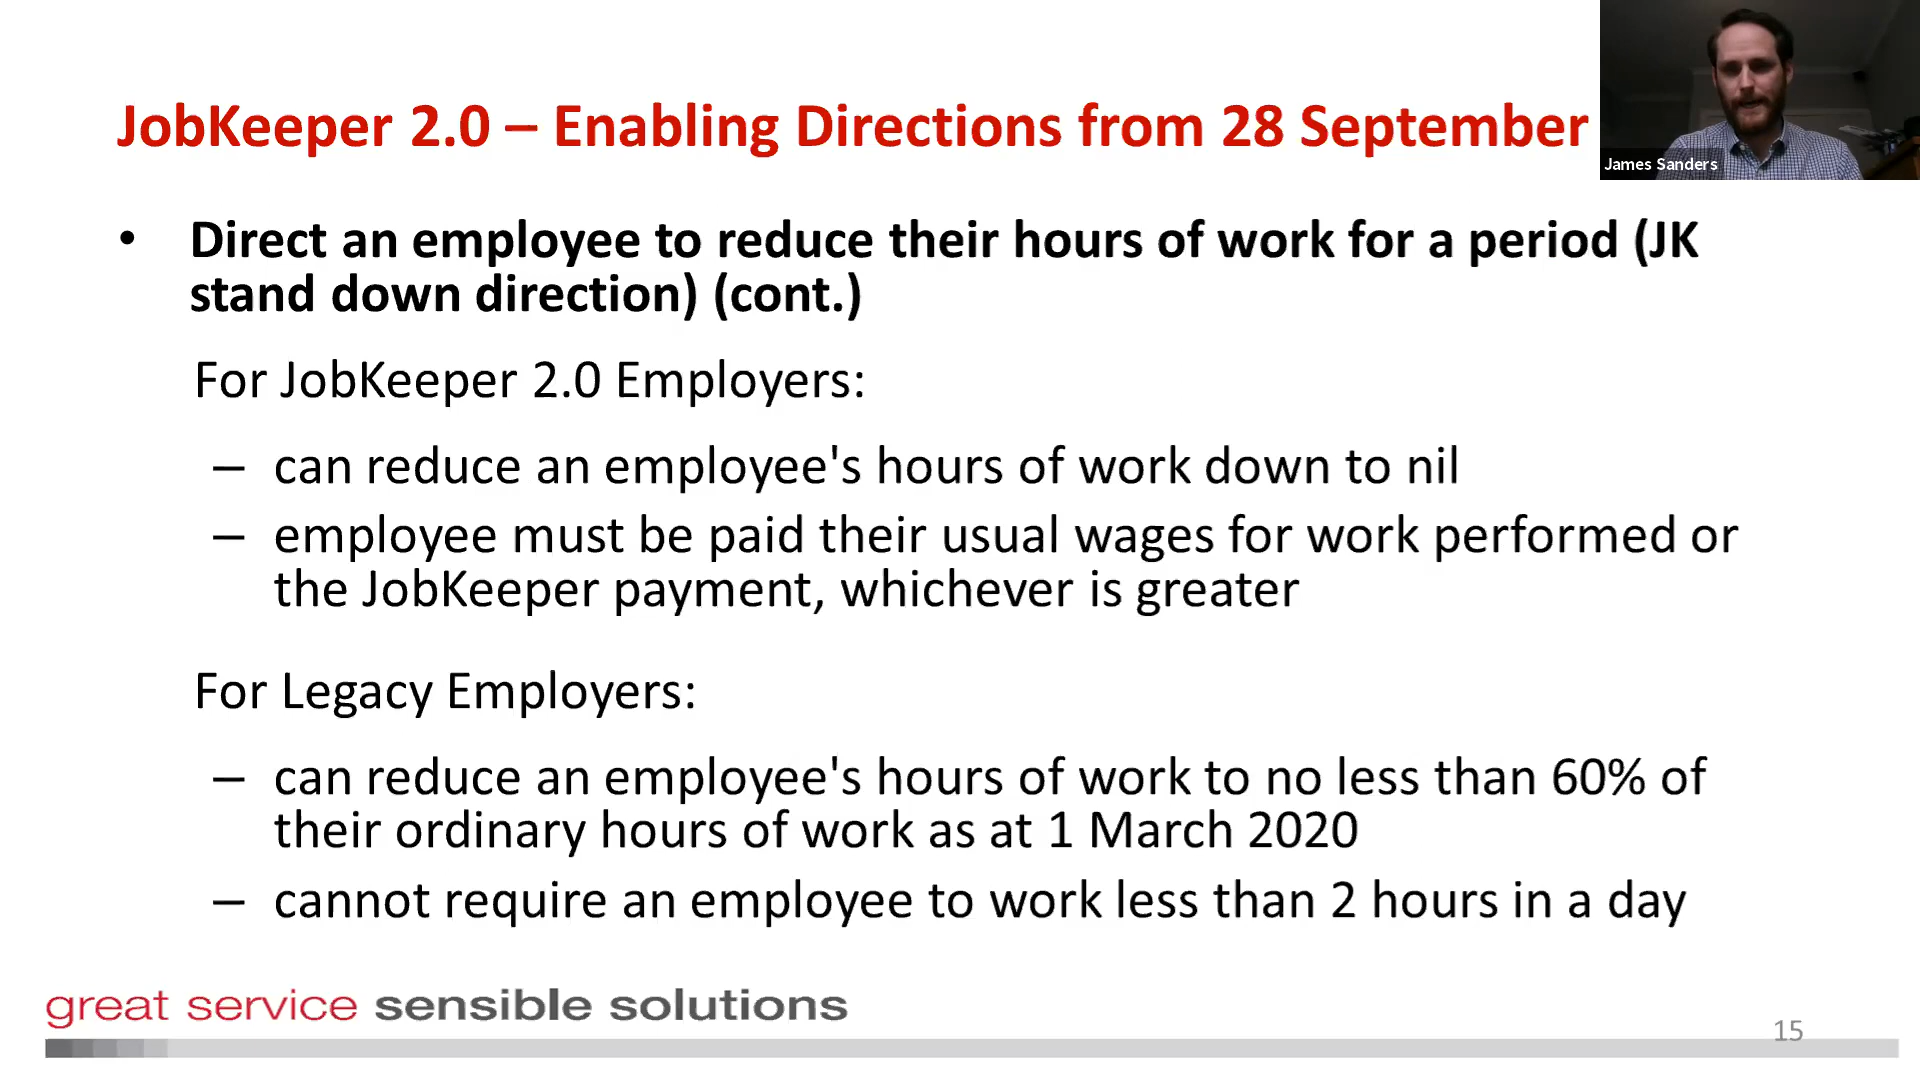 JobKeeper 2.0 – Enabling Directions from 28 September
James Sanders
• Direct an employee to reduce their hours of work for a period (JK
stand down direction) (cont.)
For JobKeeper 2.0 Employers:
– can reduce an employee's hours of work down to nil
– employee must be paid their usual wages for work performed or
the JobKeeper payment, whichever is greater
For Legacy Employers:
– can reduce an employee's hours of work to no less than 60% of
their ordinary hours of work as at 1 March 2020
– cannot require an employee to work less than 2 hours in a day
great service sensible solutions
15